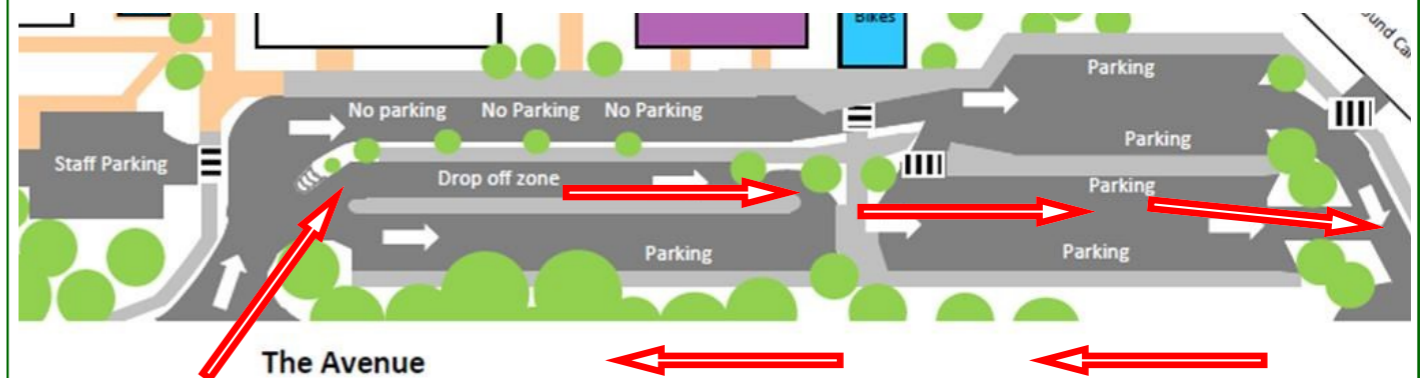 Bikes
Parking
No parking No Parking No Parking
Parking
Staff Parking
Drop off zone
Parking
Parking
Parking
The Avenue